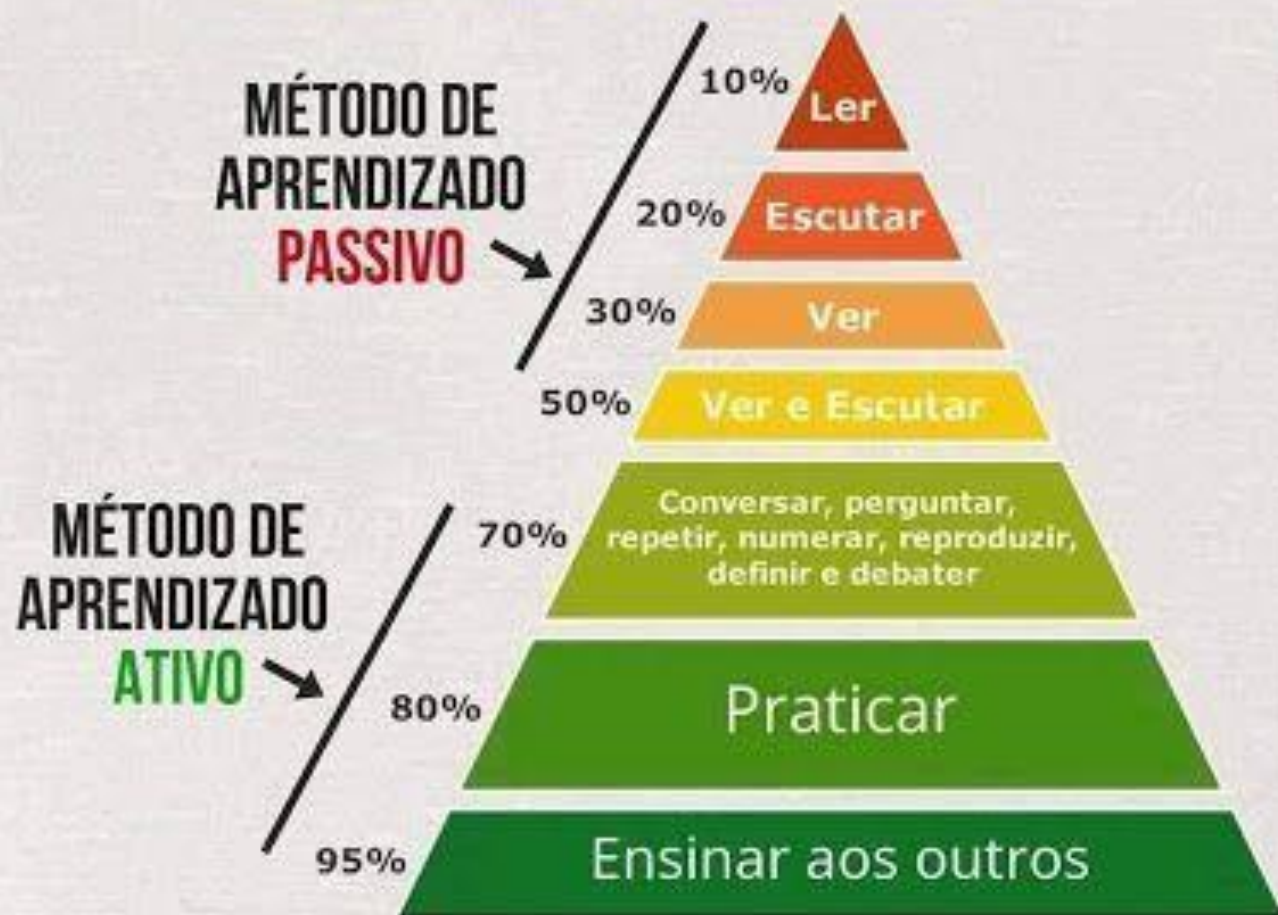 MÉTODO DE
APRENDIZADO
PASSIVO
10%
Ler
20%
Escutar
30%
Ver
50%
Ver e Escutar
MÉTODO DE
APRENDIZADO
ATIVO
70%
Conversar, perguntar,
repetir, numerar, reproduzir,
definir e debater
80%
Praticar
95%
Ensinar aos outros